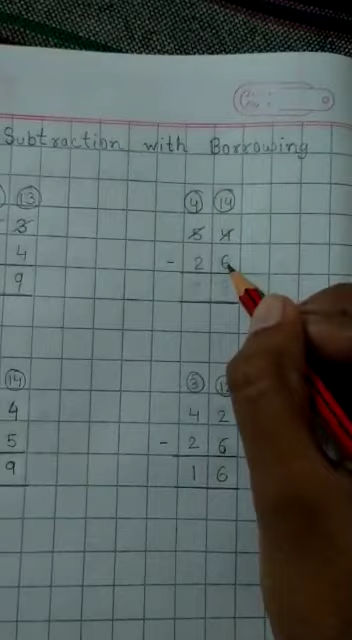 Subtraction with Borrowing
13 4 14
3 5 4
4 - 2 6
9
14 3
4 4 2
5 - 2 6
9 1 6